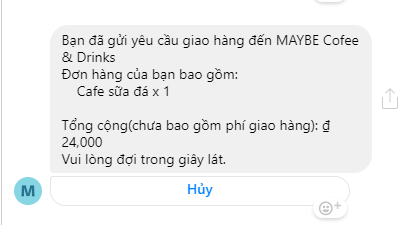 Bạn đã gửi yêu cầu giao hàng đến MAYBE Cofee
& Drinks
Đơn hàng của bạn bao gồm:
Cafe sữa đá x 1
Tổng cộng(chưa bao gồm phí giao hàng): ₫
24,000
Vui lòng đợi trong giây lát.
M
Hủy